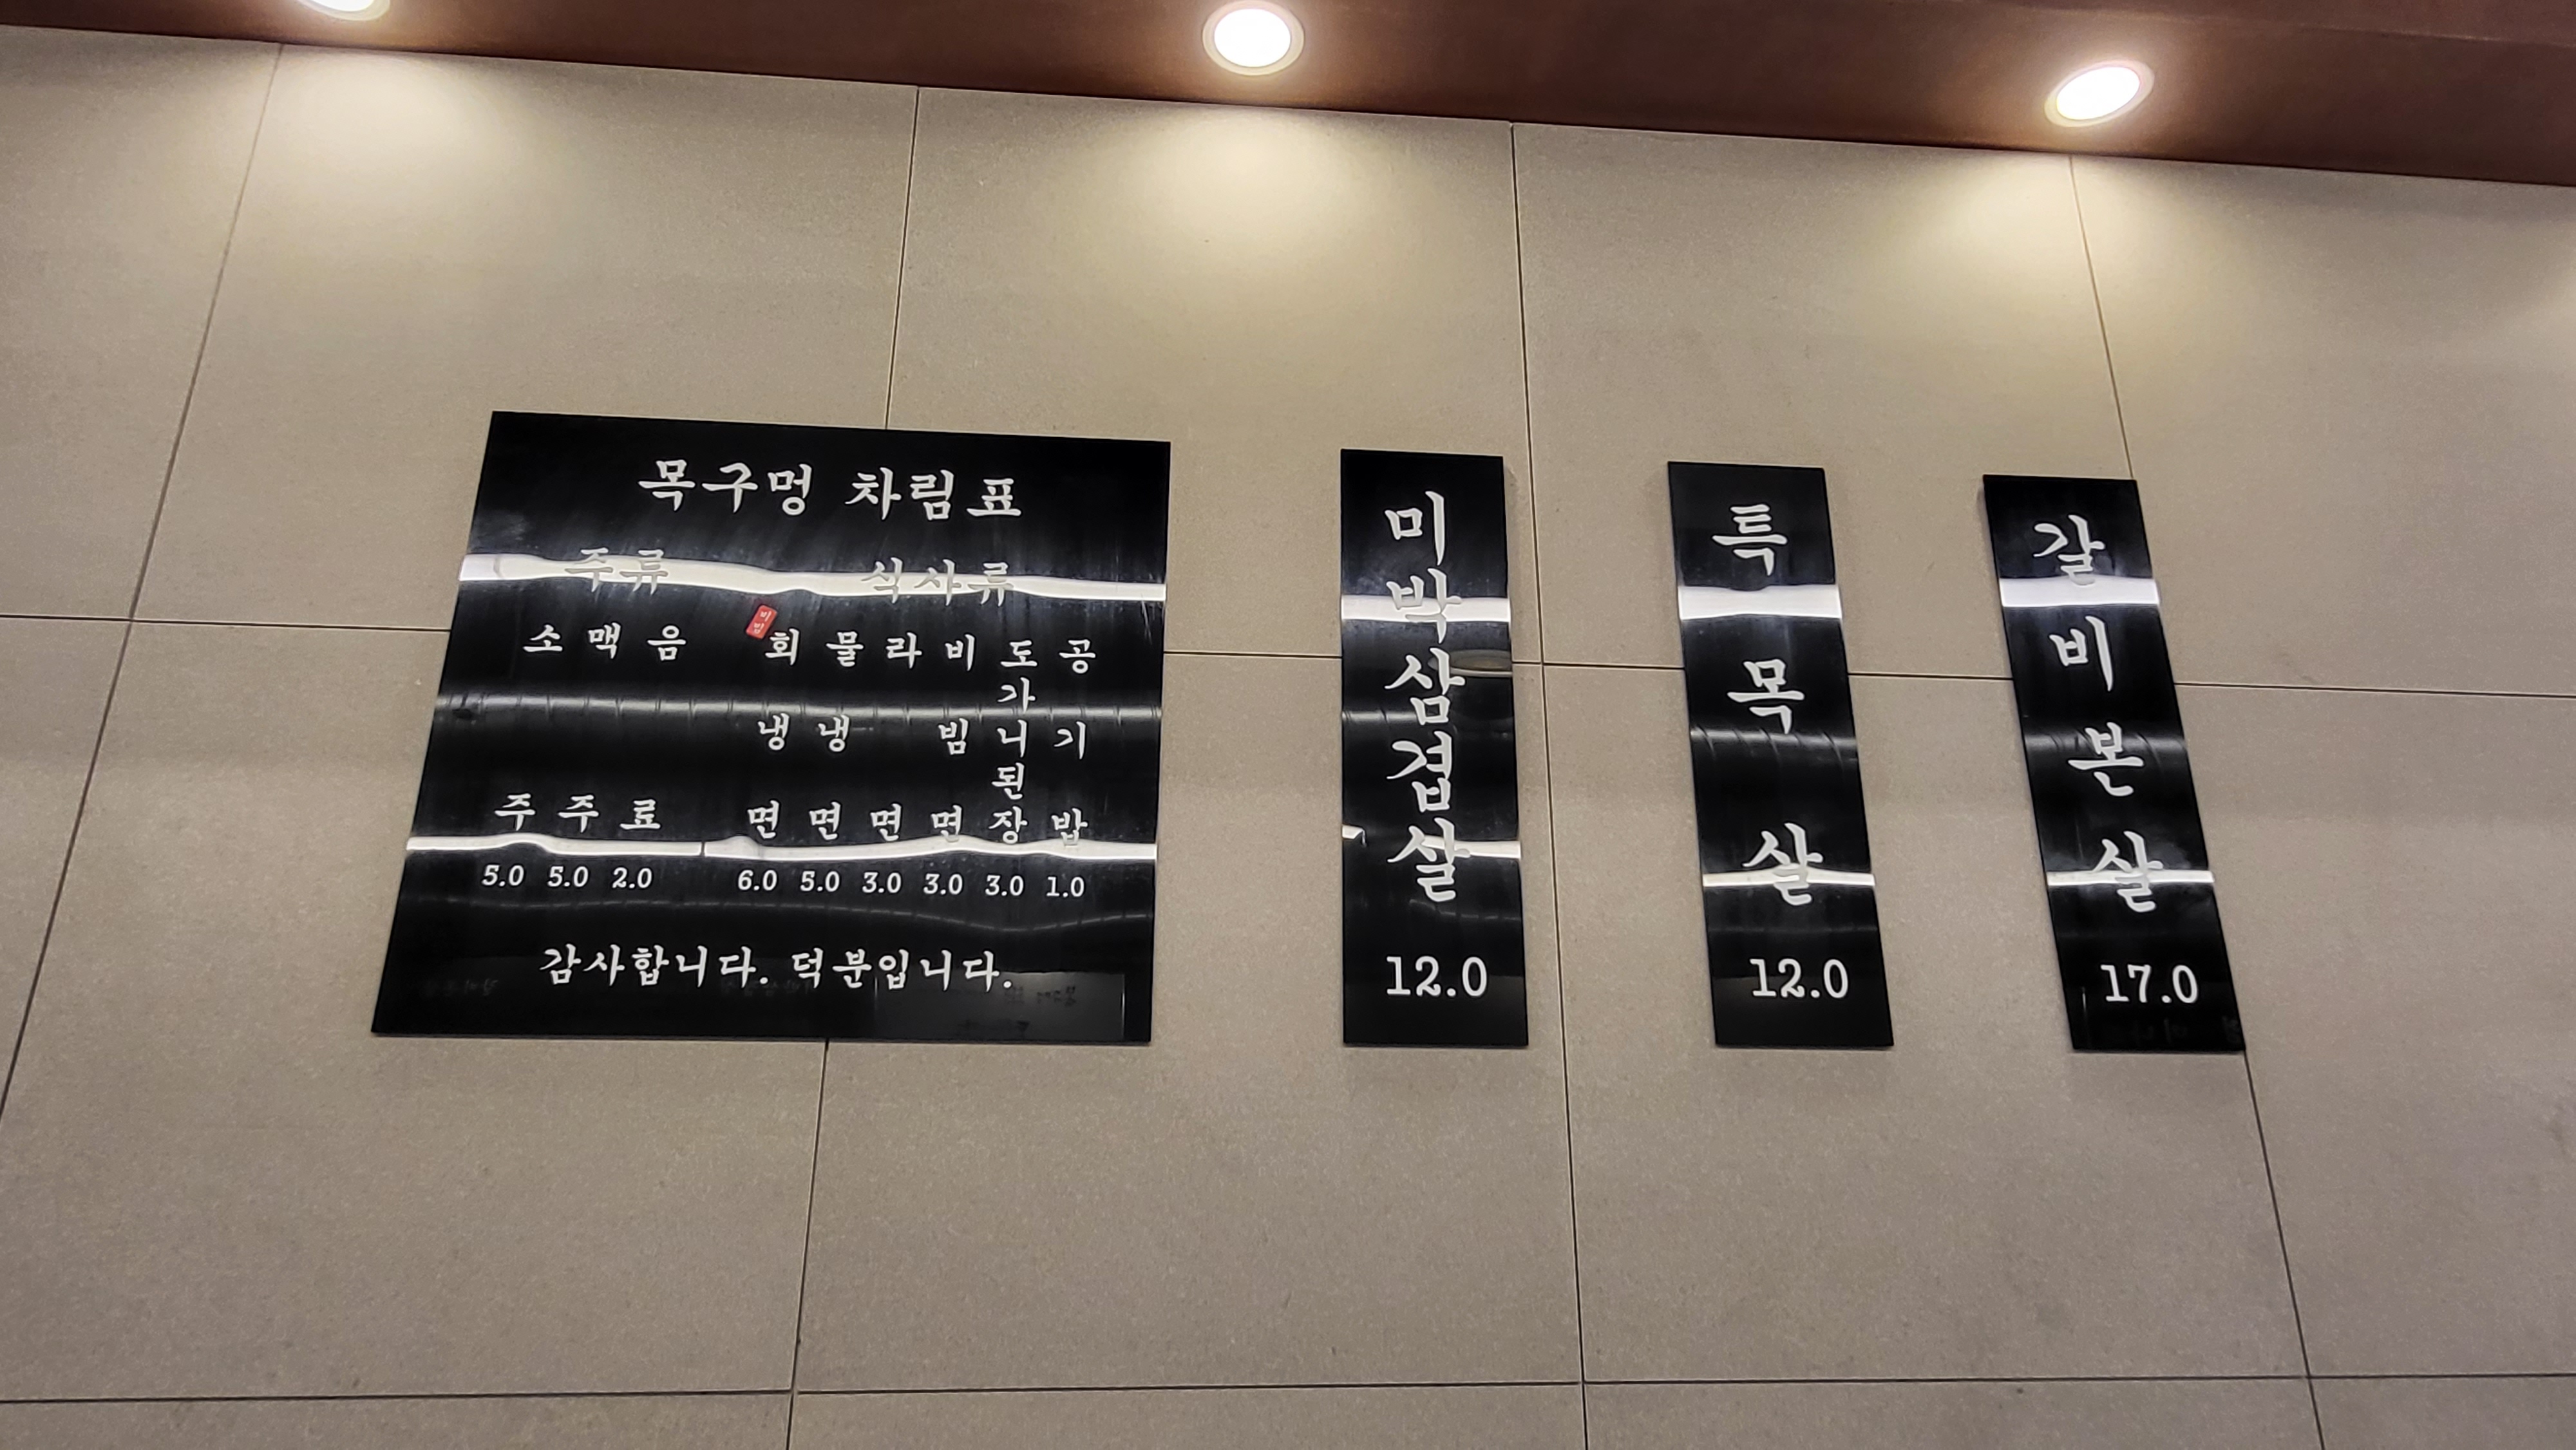 목구멍 차림표
주류
소주 5.0
맥주 5.0
음료 2.0
식사류
비빔
회냉면 6.0
물냉면 5.0
라면 3.0
비빔면 3.0
도가니된장 3.0
공기밥 1.0
감사합니다. 덕분입니다.
미박삼겹살
12.0
특목살
12.0
갈비본살
17.0